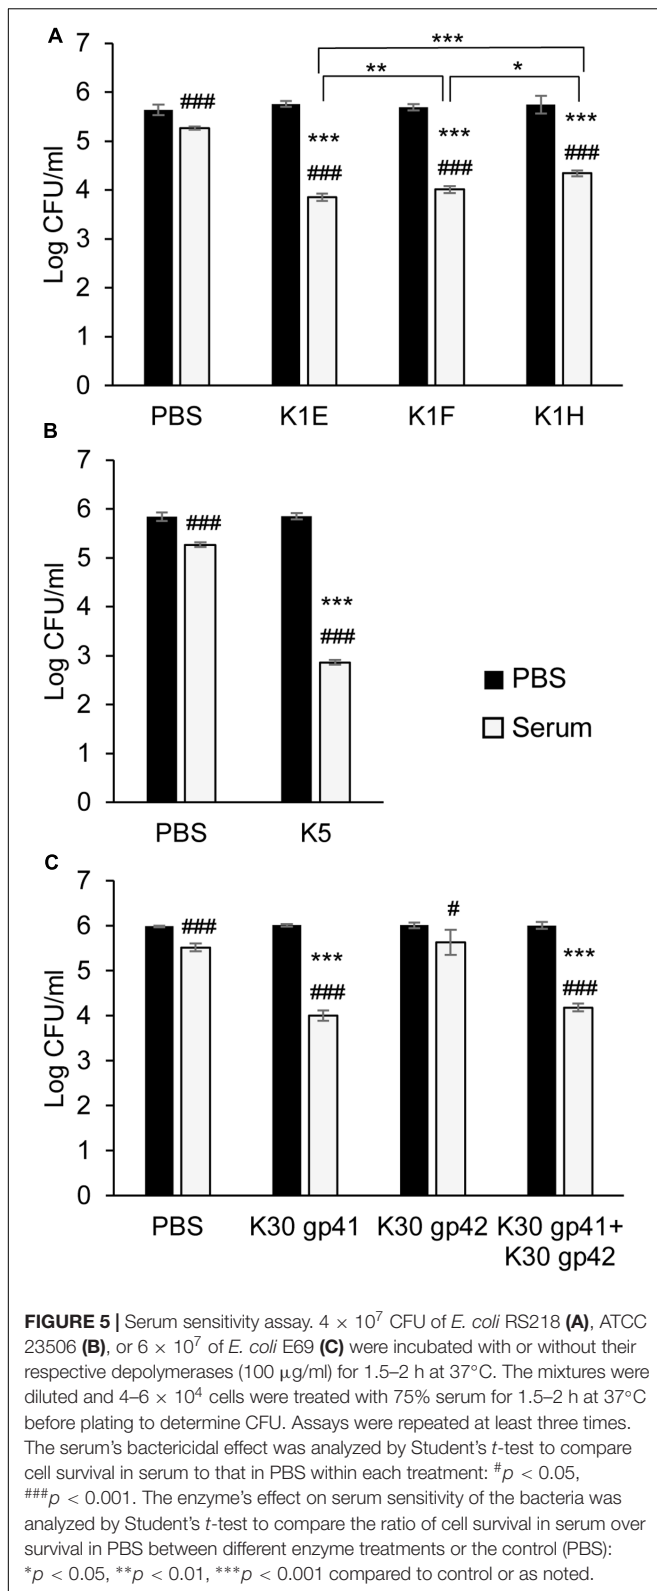 A
7
6
5
4
3
2
1
0
Log CFU/ml
***
**
*
###
***
###
***
###
***
###
PBS K1E K1F K1H
B
7
6
5
4
3
2
1
0
Log CFU/ml
###
***
###
PBS K5
PBS
Serum
C
7
6
5
4
3
2
1
0
Log CFU/ml
###
***
###
#
***
###
PBS K30 gp41 K30 gp42 K30 gp41+
K30 gp42
FIGURE 5 | Serum sensitivity assay. 4 × 10⁷ CFU of E. coli RS218 (A), ATCC
23506 (B), or 6 × 10⁷ of E. coli E69 (C) were incubated with or without their
respective depolymerases (100 μg/ml) for 1.5–2 h at 37°C. The mixtures were
diluted and 4–6 × 10⁴ cells were treated with 75% serum for 1.5–2 h at 37°C
before plating to determine CFU. Assays were repeated at least three times.
The serum's bactericidal effect was analyzed by Student's t-test to compare
cell survival in serum to that in PBS within each treatment: #p < 0.05,
###p < 0.001. The enzyme's effect on serum sensitivity of the bacteria was
analyzed by Student's t-test to compare the ratio of cell survival in serum over
survival in PBS between different enzyme treatments or the control (PBS):
*p < 0.05, **p < 0.01, ***p < 0.001 compared to control or as noted.